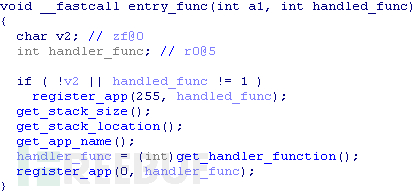 void __fastcall entry_func(int a1, int handled_func)
{
  char v2; // zf@0
  int handler_func; // r0@5

  if ( !v2 || handled_func != 1 )
    register_app(255, handled_func);
  get_stack_size();
  get_stack_location();
  get_app_name();
  handler_func = (int)get_handler_function();
  register_app(0, handler_func);
}